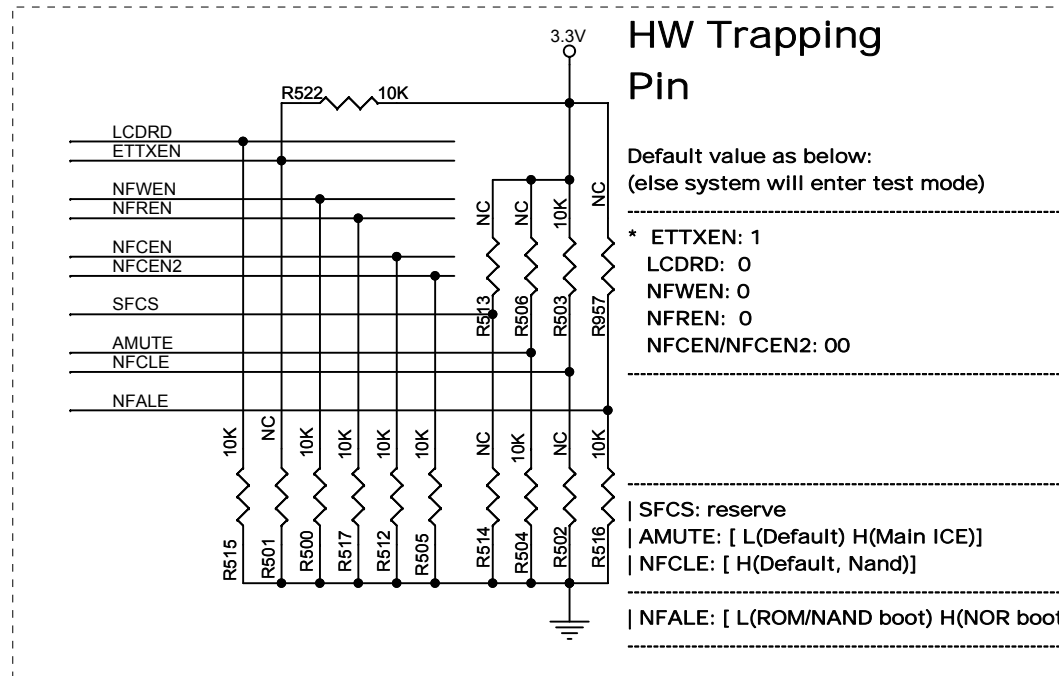 3.3V
HW Trapping
Pin
R522 10K
LCDRD
ETTXEN
Default value as below:
(else system will enter test mode)
NFWEN
NFREN
NC NC 10K NC
* ETTXEN: 1
LCDRD: 0
NFWEN: 0
NFREN: 0
NFCEN/NFCEN2: 00
NFCEN
NFCEN2
SFCS
R513 R506 R503 R957
AMUTE
NFCLE
NFALE
10K NC 10K 10K 10K 10K NC 10K NC 10K
R515 R501 R500 R517 R512 R505 R514 R504 R502 R516
| SFCS: reserve
| AMUTE: [ L(Default) H(Main ICE)]
| NFCLE: [ H(Default, Nand)]
| NFALE: [ L(ROM/NAND boot) H(NOR boot